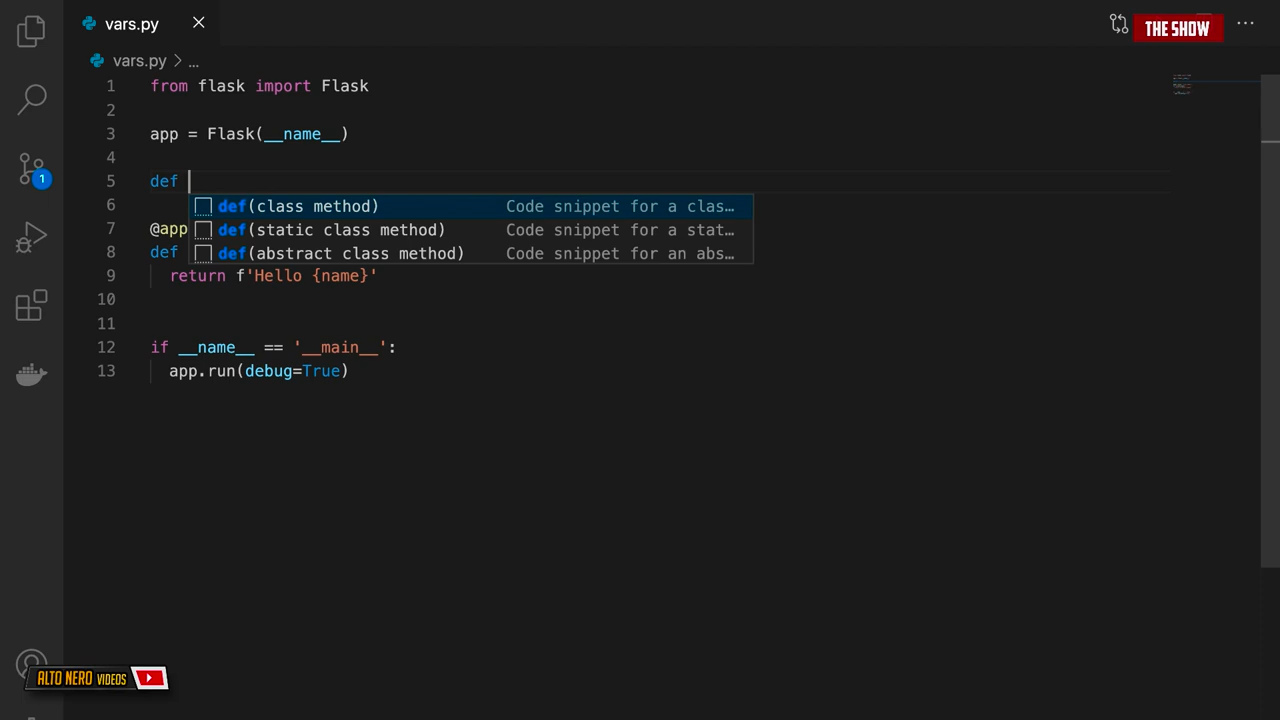 vars.py
THE SHOW
vars.py > ...
1 from flask import Flask
2
3 app = Flask(__name__)
4
5 def
6 def(class method) Code snippet for a clas…
7 @app def(static class method) Code snippet for a stat…
8 def def(abstract class method) Code snippet for an abs…
9 return f'Hello {name}'
10
11
12 if __name__ == '__main__':
13 app.run(debug=True)
1
ALTO NERO VIDEOS